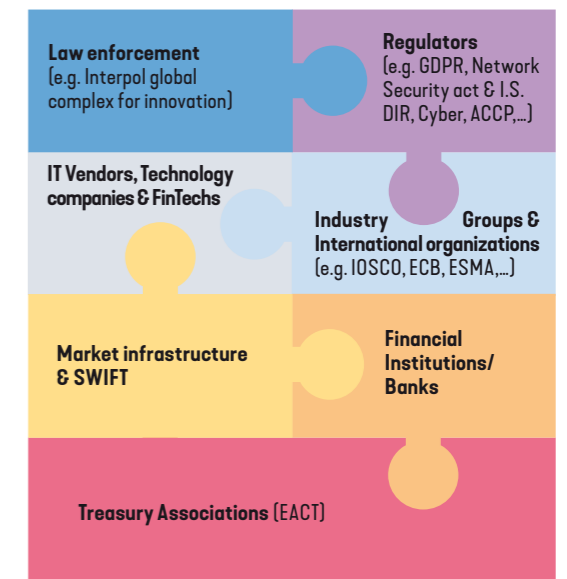 Law enforcement
(e.g. Interpol global
complex for innovation)
Regulators
(e.g. GDPR, Network
Security act & I.S.
DIR, Cyber, ACCP,...)
IT Vendors, Technology
companies & FinTechs
Industry Groups &
International organizations
(e.g. IOSCO, ECB, ESMA,...)
Market infrastructure
& SWIFT
Financial
Institutions/
Banks
Treasury Associations (EACT)